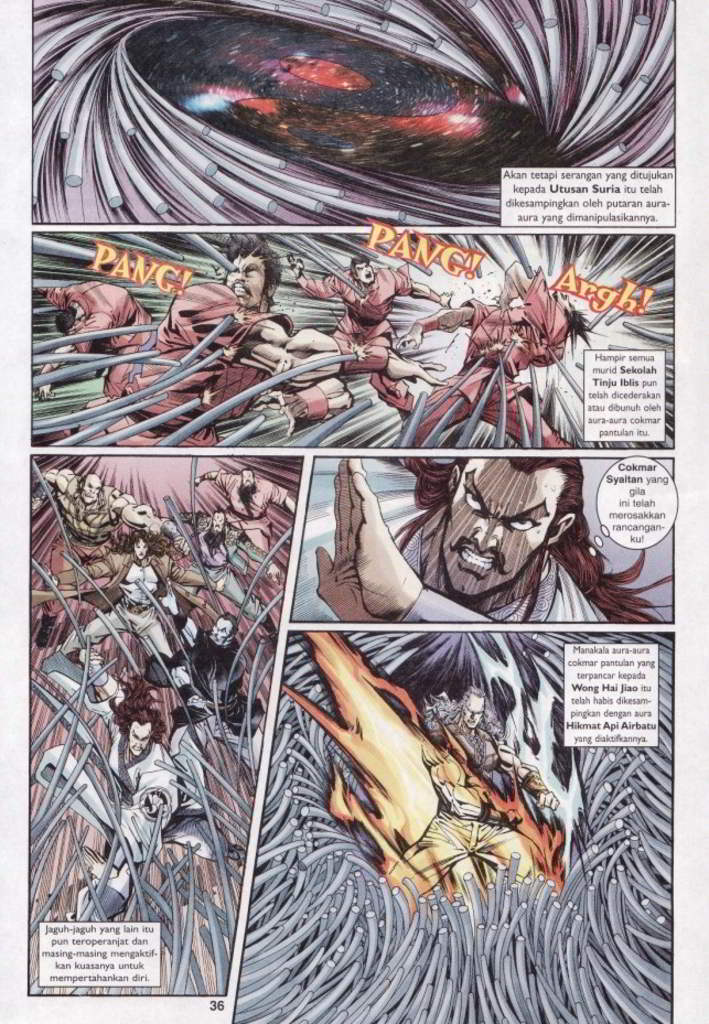 Akan tetapi serangan yang ditujukan
kepada Utusan Suria itu telah
dikesampingkan oleh putaran aura-
aura yang dimanipulasikannya.
PANG!
PANG!
Argh!
Hampir semua
murid Sekolah
Tinju Iblis pun
telah dicederakan
atau dibunuh oleh
aura-aura cokmar
pantulan itu.
Jaguh-jaguh yang lain itu
pun teroperanjat dan
masing-masing mengaktif-
kan kuasanya untuk
mempertahankan diri.
Cokmar
Syaitan yang
gila
ini telah
merosakkan
rancangan-
ku!
Manakala aura-aura
cokmar pantulan yang
terpancar kepada
Wong Hai Jiao itu
telah habis dikesam-
pingkan dengan aura
Hikmat Api Airbatu
yang diaktifkannya.
36